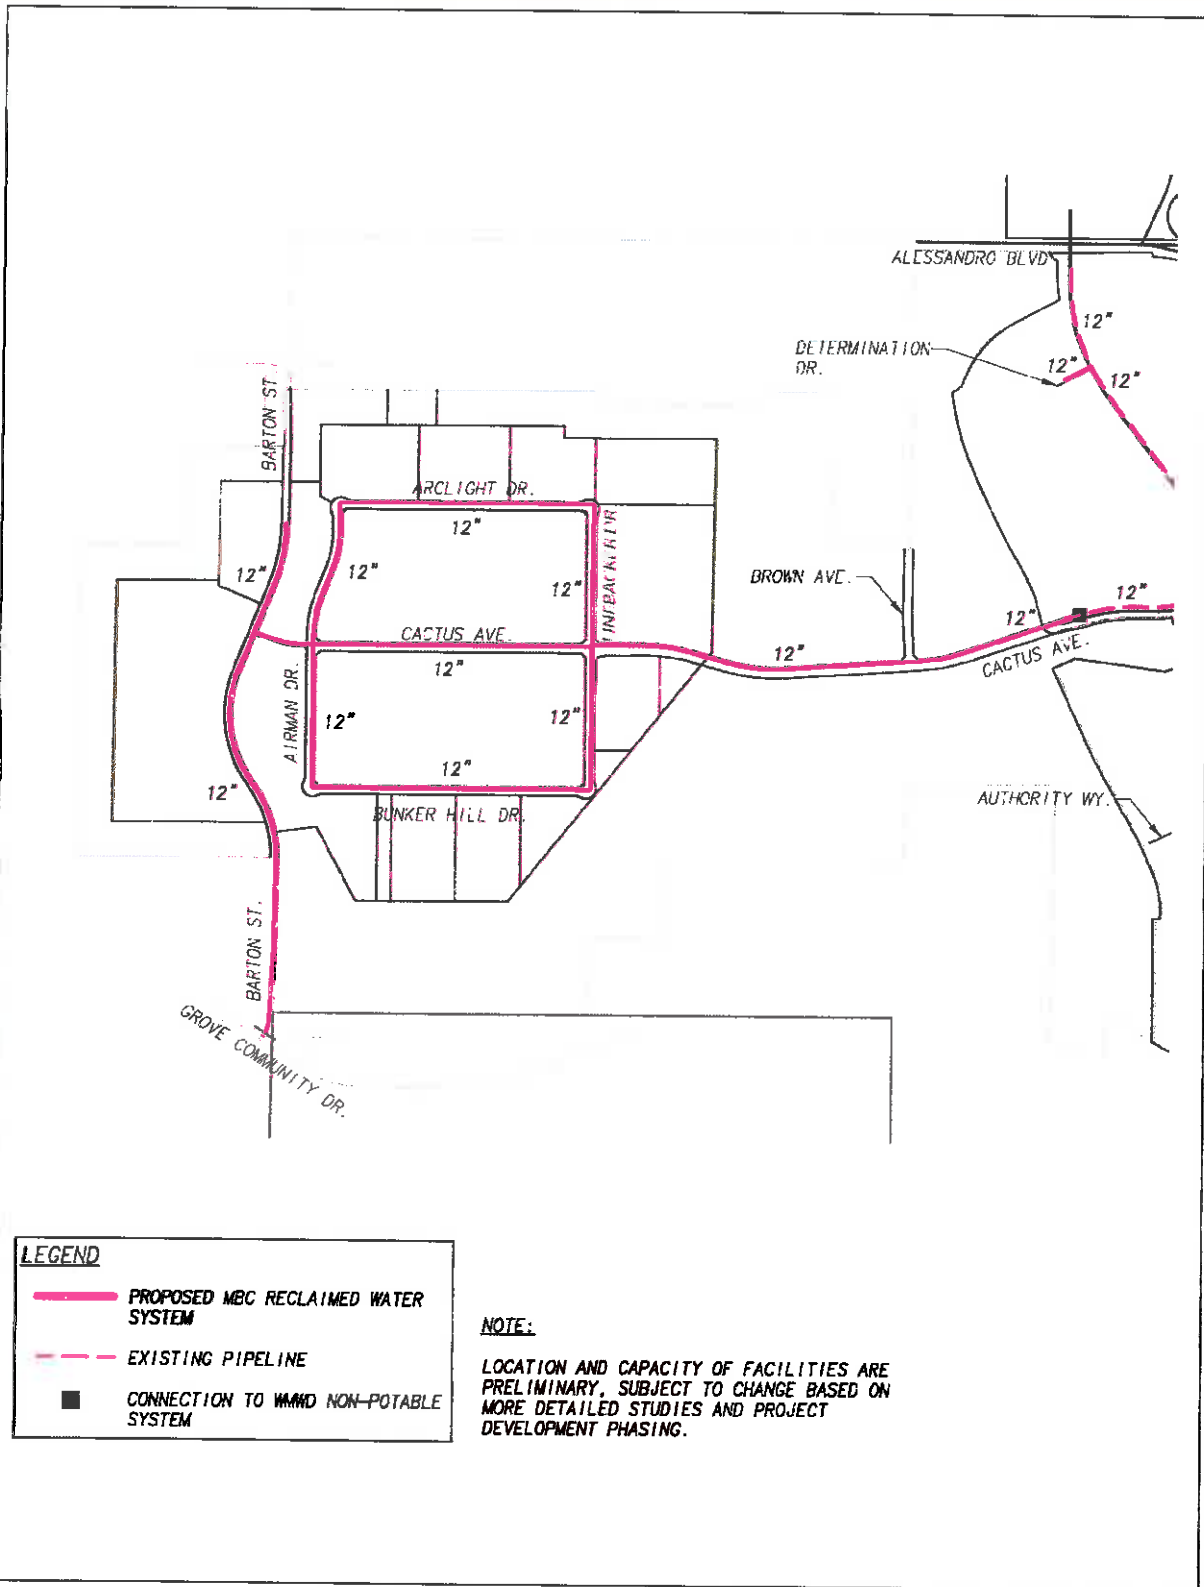 ALESSANDRO BLVD
12"
DETERMINATION
DR.
12"
12"
BARTON ST.
ARCLIGHT DR.
12"
LINEBACKER DR
12"
12"
12"
BROWN AVE.
12"
12"
CACTUS AVE.
12"
12"
CACTUS AVE.
AIRMAN DR.
12"
12"
12"
12"
AUTHORITY WY.
BUNKER HILL DR.
BARTON ST.
GROVE COMMUNITY DR.
LEGEND
PROPOSED MBC RECLAIMED WATER
SYSTEM
EXISTING PIPELINE
CONNECTION TO WMWD NON-POTABLE
SYSTEM
NOTE:
LOCATION AND CAPACITY OF FACILITIES ARE
PRELIMINARY, SUBJECT TO CHANGE BASED ON
MORE DETAILED STUDIES AND PROJECT
DEVELOPMENT PHASING.